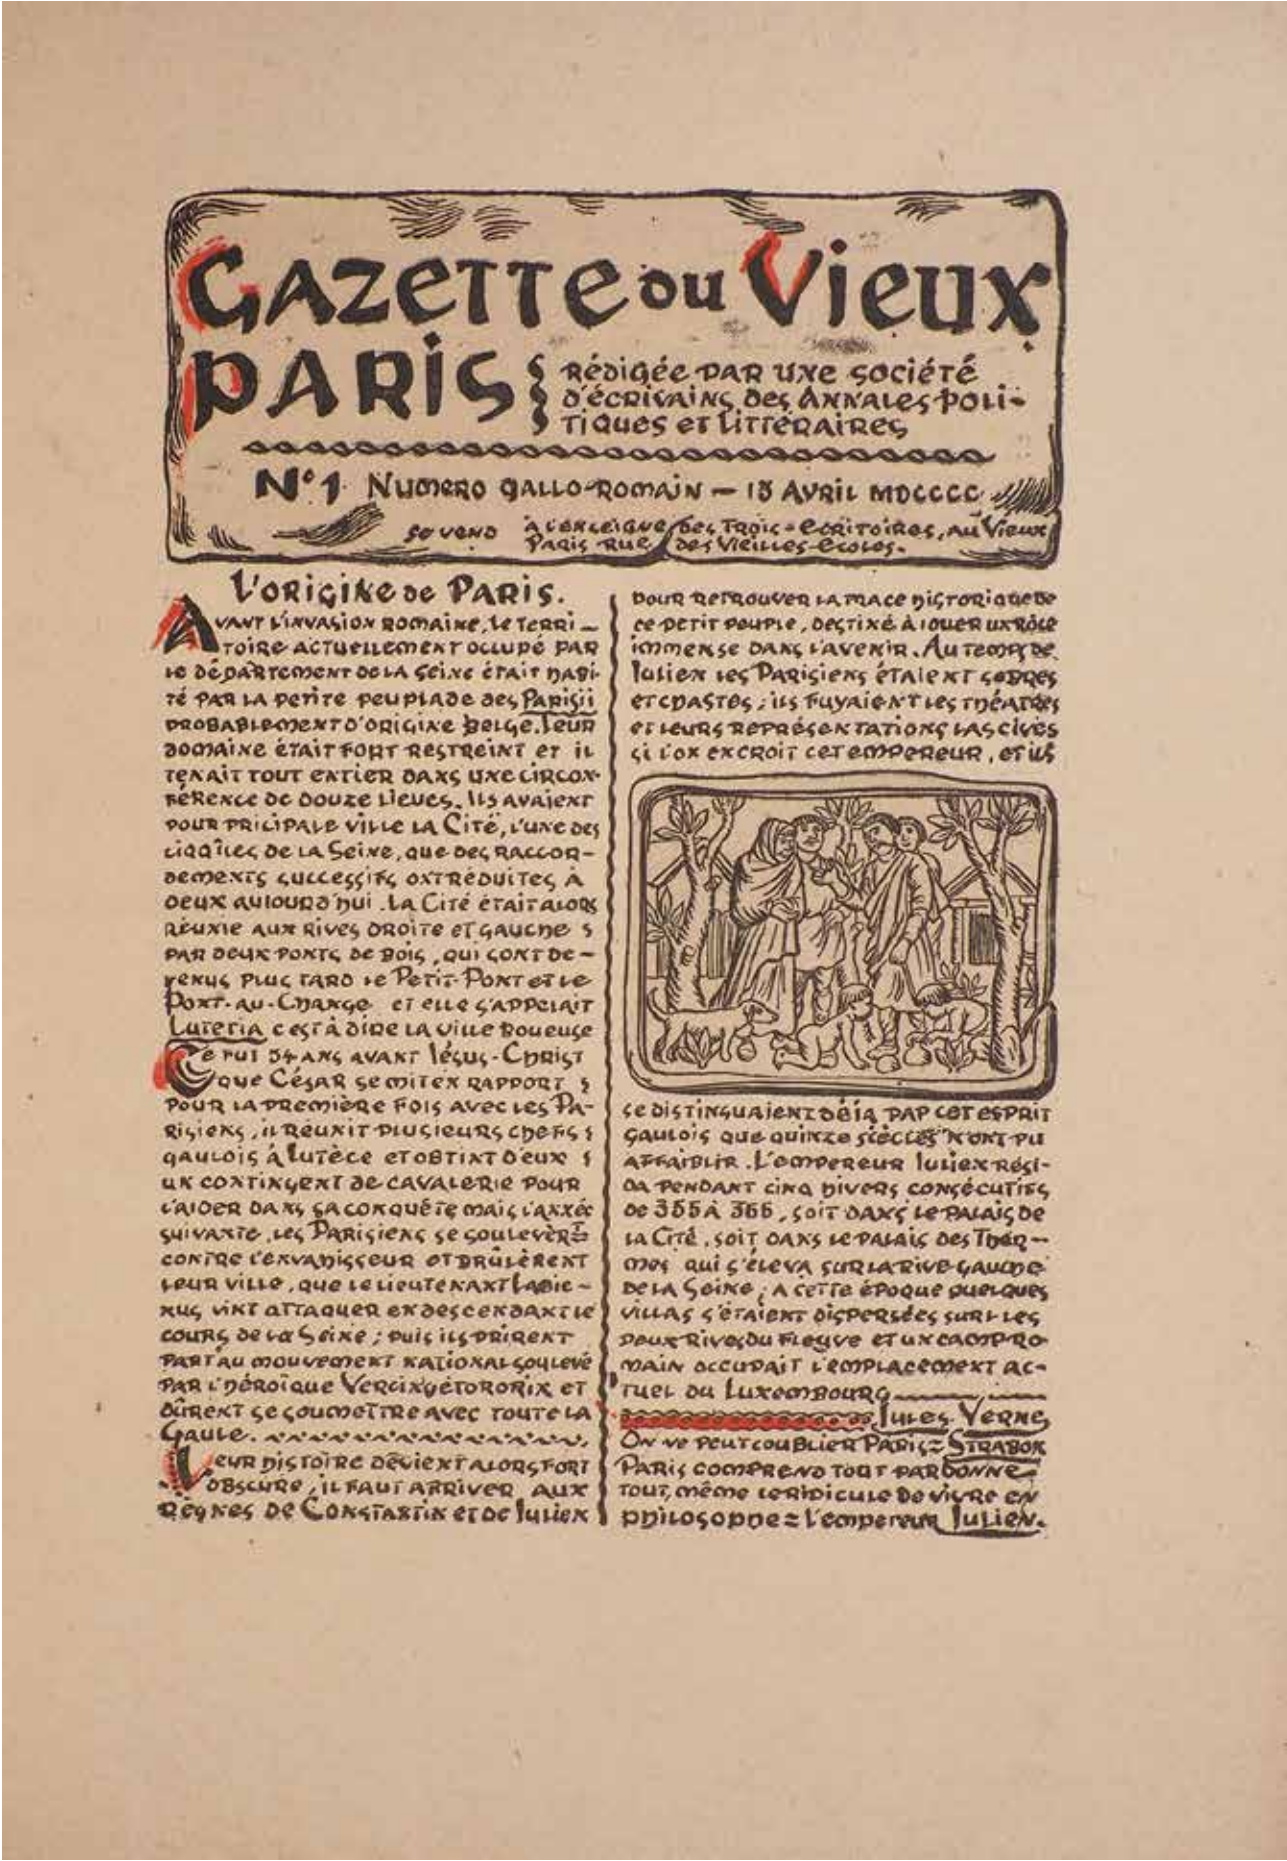 Gazette du Vieux
Paris
Rédigée par une société
d'écrivains des Annales poli-
tiques et littéraires
N°1 Numero gallo-romain – 15 Avril MDCCCC
se vend à l'enseigne des Trois-Ecritoires, au Vieux
Paris rue des Vieilles-Ecoles.
L'origine de Paris.
Avant l'invasion romaine, le terri-
toire actuellement occupé par
le département de la Seine était habi-
té par la petite peuplade des Parisii
probablement d'origine Belge. Leur
domaine était fort restreint et il
tenait tout entier dans une circon-
férence de douze lieues. Ils avaient
pour pricipale ville la Cité, l'une des
de la Seine, que des raccor-
dements successifs ont réduites à
deux aujourd'hui. La Cité était alors
réunie aux rives droite et gauche
par deux ponts de bois, qui sont de-
venus plus tard le Petit-Pont et le
Pont-au-Change et elle s'appelait
Luteria c est à dire la ville boueuse
Ce fut 54 ans avant Jésus-Christ
que César se mit en rapport
pour la première fois avec les Pa-
risiens, il réunit plusieurs chefs
gaulois à Lutèce et obtint d'eux
un contingent de cavalerie pour
l'aider dans sa conquête mais l'année
suivante, les Parisiens se soulevèrt
contre l'envahisseur et brûlèrent
leur ville, que le lieutenant Labie-
nus vint attaquer en descendant le
cours de la Seine ; puis ils prirent
part au mouvement national soulevé
par l'héroïque Vercingétororix et
dûrent se soumettre avec toute la
Gaule.
Leur histoire devient alors fort
obscure, il faut arriver aux
règnes de Constantin et de Julien
pour retrouver la trace historique de
ce petit peuple, destiné à jouer un rôle
immense dans l'avenir. Au temps de
Julien les Parisiens étaient sobres
et chastes ; ils fuyaient les théâtres
et leurs représentations lascives
si l'on en croit cet empereur, et ils
se distinguaient déjà par cet esprit
gaulois que quinze siècles n'ont pu
affaiblir. L'empereur Julien rési-
da pendant cinq hivers consécutifs
de 355 à 366, soit dans le palais de
la Cité, soit dans le palais des Ther-
mes qui s'éleva sur la rive gauche
de la Seine ; à cette époque quelques
villas s'étaient dispersées sur les
deux rives du fleuve et un camp ro-
main occupait l'emplacement ac-
tuel du Luxembourg
Jules Verne
On ne peut oublier Paris = Strabon
Paris comprend tout pardonne
tout, même le ridicule de vivre en
philosophe = l'empereur Julien.